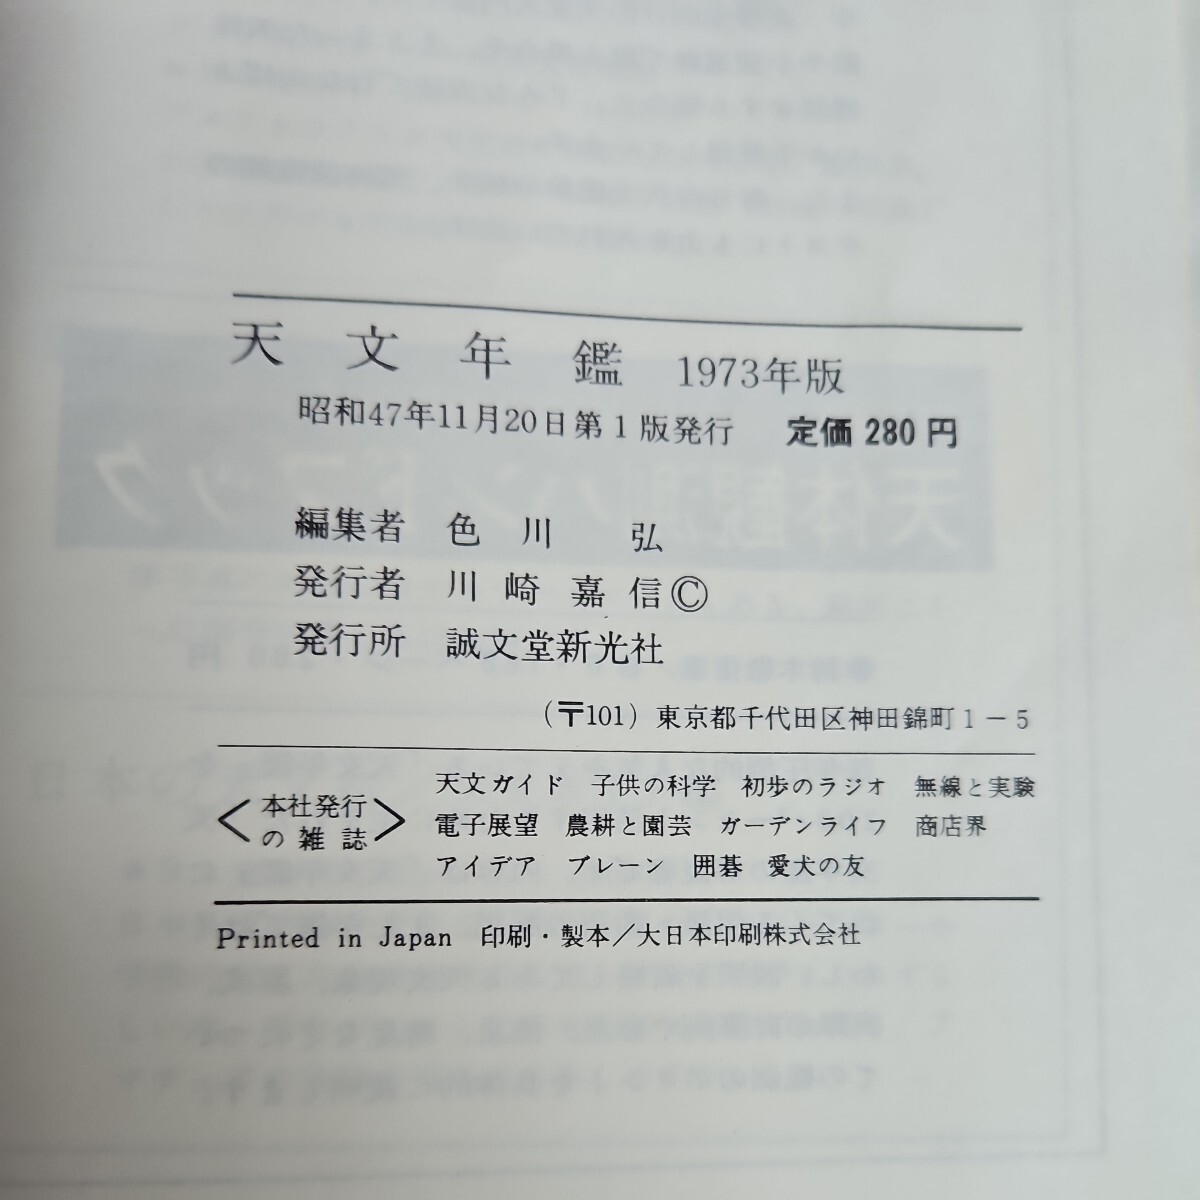 天文年鑑 1973年版
昭和47年11月20日第1版発行 定価 280 円
編集者 色川 弘
発行者 川崎嘉信©
発行所 誠文堂新光社
(〒101) 東京都千代田区神田錦町1-5
〈本社発行の雑誌〉
天文ガイド 子供の科学 初歩のラジオ 無線と実験
電子展望 農耕と園芸 ガーデンライフ 商店界
アイデア ブレーン 囲碁 愛犬の友
Printed in Japan 印刷・製本/大日本印刷株式会社